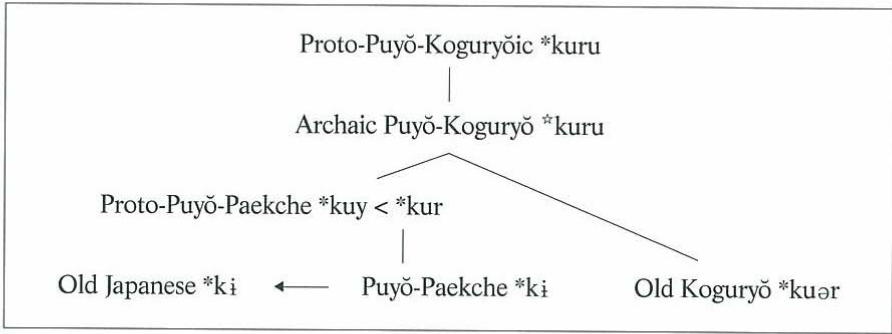 Proto-Puyŏ-Koguryŏic *kuru
Archaic Puyŏ-Koguryŏ ☆kuru
Proto-Puyŏ-Paekche *kuy < *kur
Old Japanese *kɨ ← Puyŏ-Paekche *kɨ Old Koguryŏ *kuər